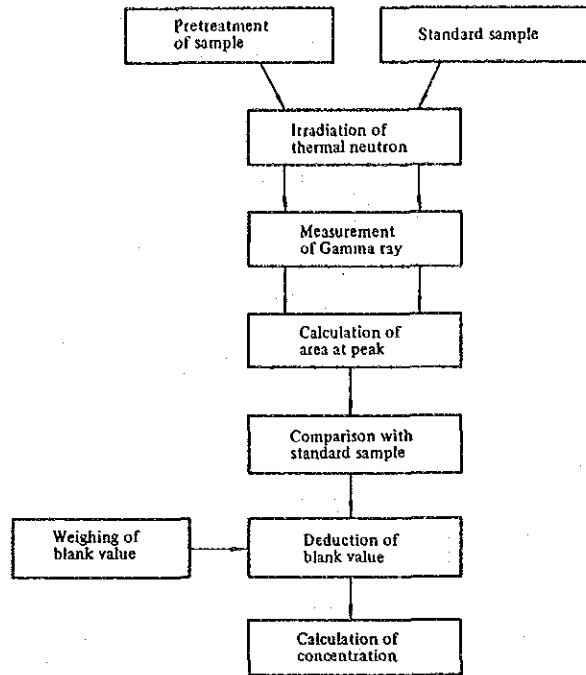 Pretreatment
of sample
Standard sample
Irradiation of
thermal neutron
Measurement
of Gamma ray
Calculation of
area at peak
Comparison with
standard sample
Weighing of
blank value
Deduction of
blank value
Calculation of
concentration